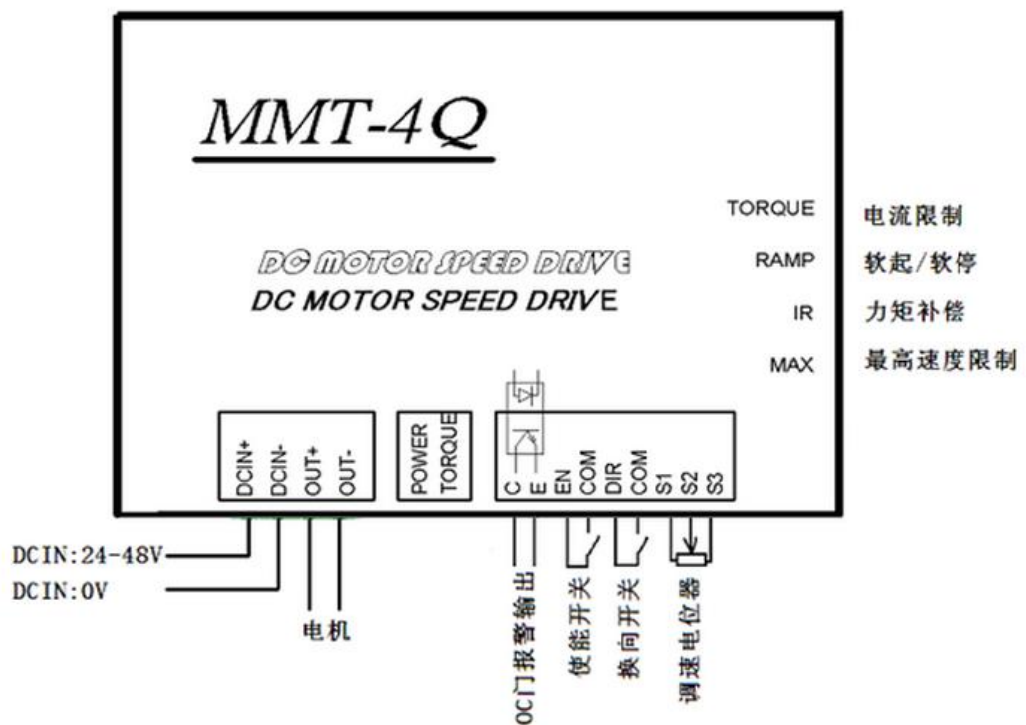 MMT-4Q
DC MOTOR SPEED DRIVE
DC MOTOR SPEED DRIVE
TORQUE 电流限制
RAMP 软起/软停
IR 力矩补偿
MAX 最高速度限制
DCIN+
DCIN-
OUT+
OUT-
POWER
TORQUE
C
E
EN
COM
DIR
COM
S1
S2
S3
DCIN:24-48V
DCIN:0V
电机
OC门报警输出
使能开关
换向开关
调速电位器